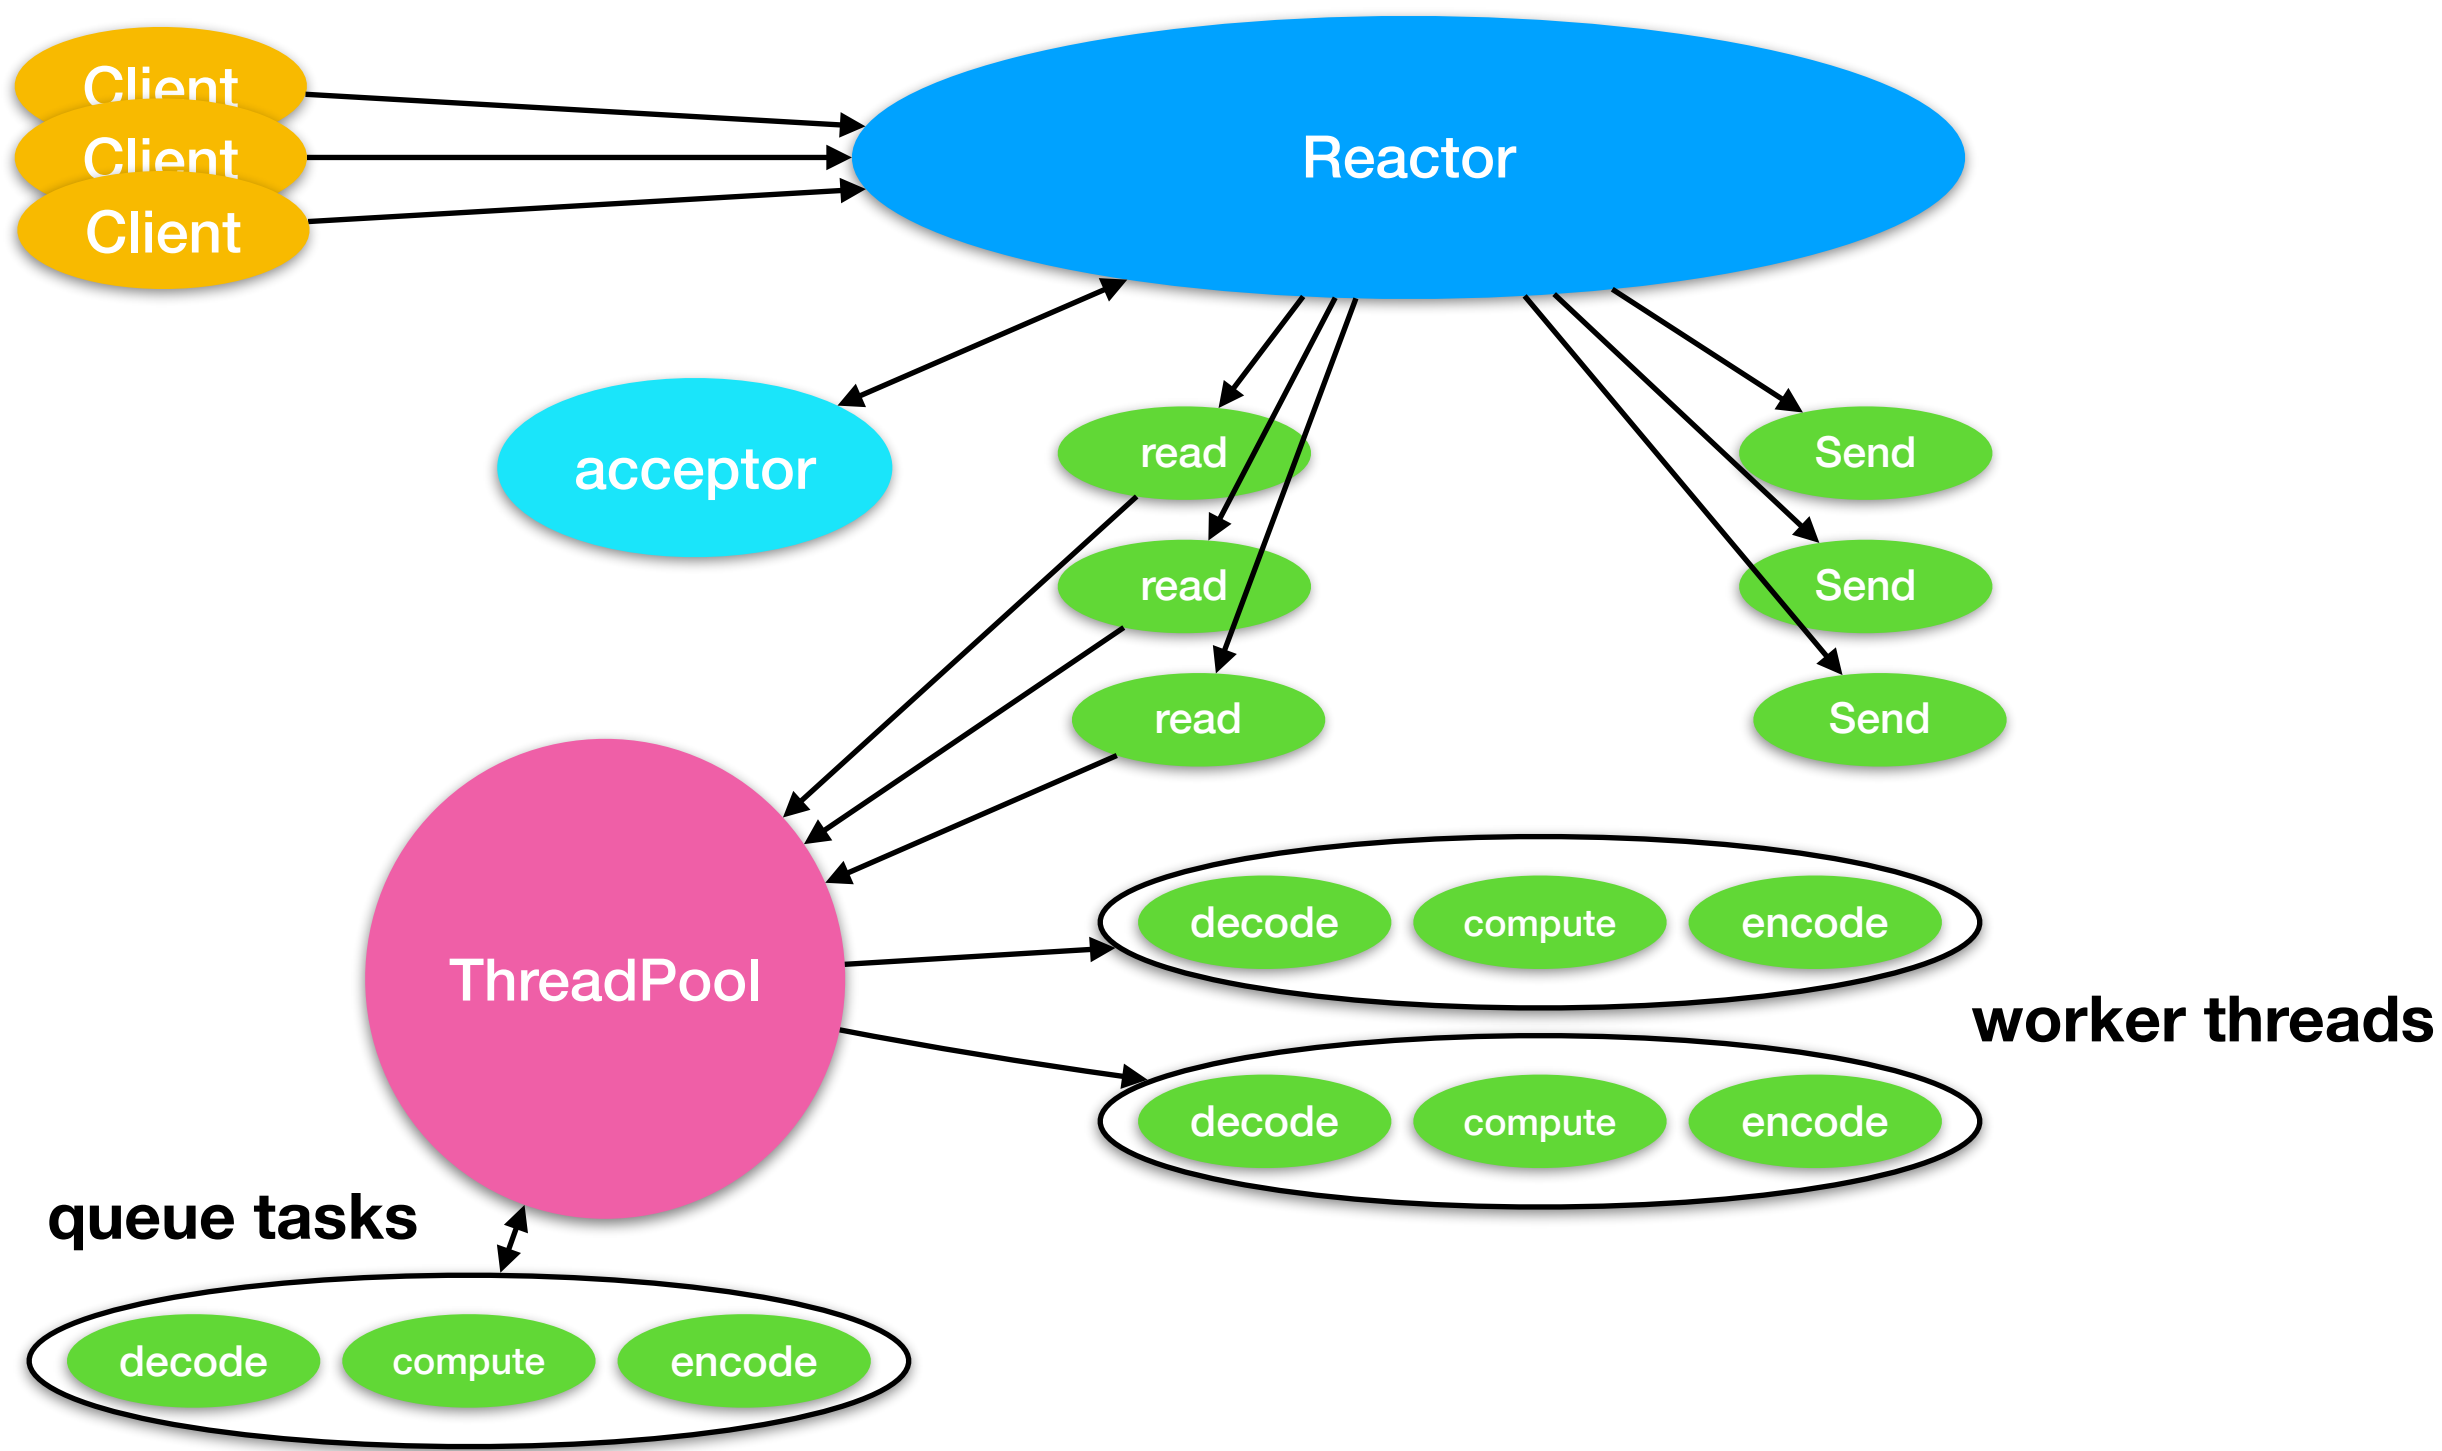 Client
Client
Client
Reactor
acceptor
read
Send
read
Send
read
Send
ThreadPool
decode
compute
encode
worker threads
decode
compute
encode
queue tasks
decode
compute
encode